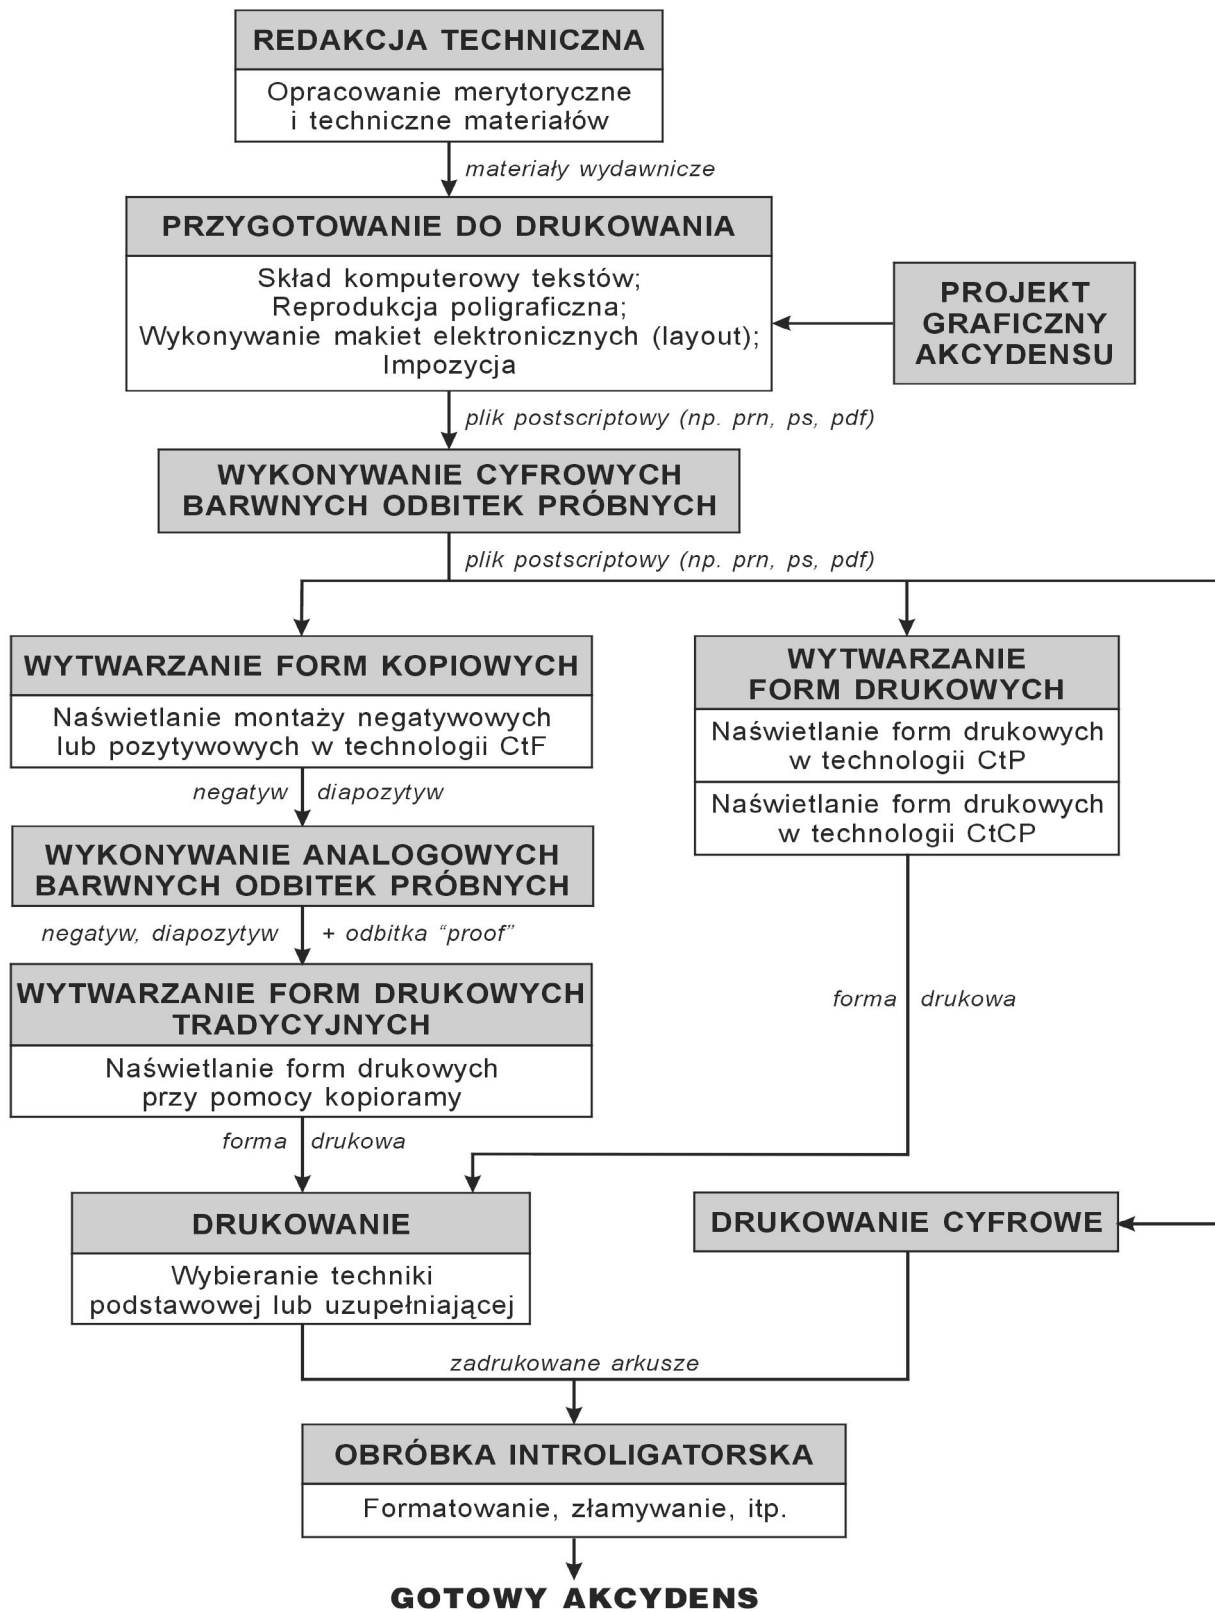 REDAKCJA TECHNICZNA
Opracowanie merytoryczne
i techniczne materiałów
materiały wydawnicze
PRZYGOTOWANIE DO DRUKOWANIA
Skład komputerowy tekstów;
Reprodukcja poligraficzna;
Wykonywanie makiet elektronicznych (layout);
Impozycja
PROJEKT
GRAFICZNY
AKCYDENSU
plik postscriptowy (np. prn, ps, pdf)
WYKONYWANIE CYFROWYCH
BARWNYCH ODBITEK PRÓBNYCH
plik postscriptowy (np. prn, ps, pdf)
WYTWARZANIE FORM KOPIOWYCH
Naświetlanie montaży negatywowych
lub pozytywowych w technologii CtF
negatyw diapozytyw
WYKONYWANIE ANALOGOWYCH
BARWNYCH ODBITEK PRÓBNYCH
negatyw, diapozytyw + odbitka “proof”
WYTWARZANIE FORM DRUKOWYCH
TRADYCYJNYCH
Naświetlanie form drukowych
przy pomocy kopioramy
forma drukowa
WYTWARZANIE
FORM DRUKOWYCH
Naświetlanie form drukowych
w technologii CtP
Naświetlanie form drukowych
w technologii CtCP
forma drukowa
DRUKOWANIE
Wybieranie techniki
podstawowej lub uzupełniającej
DRUKOWANIE CYFROWE
zadrukowane arkusze
OBRÓBKA INTROLIGATORSKA
Formatowanie, złamywanie, itp.
GOTOWY AKCYDENS